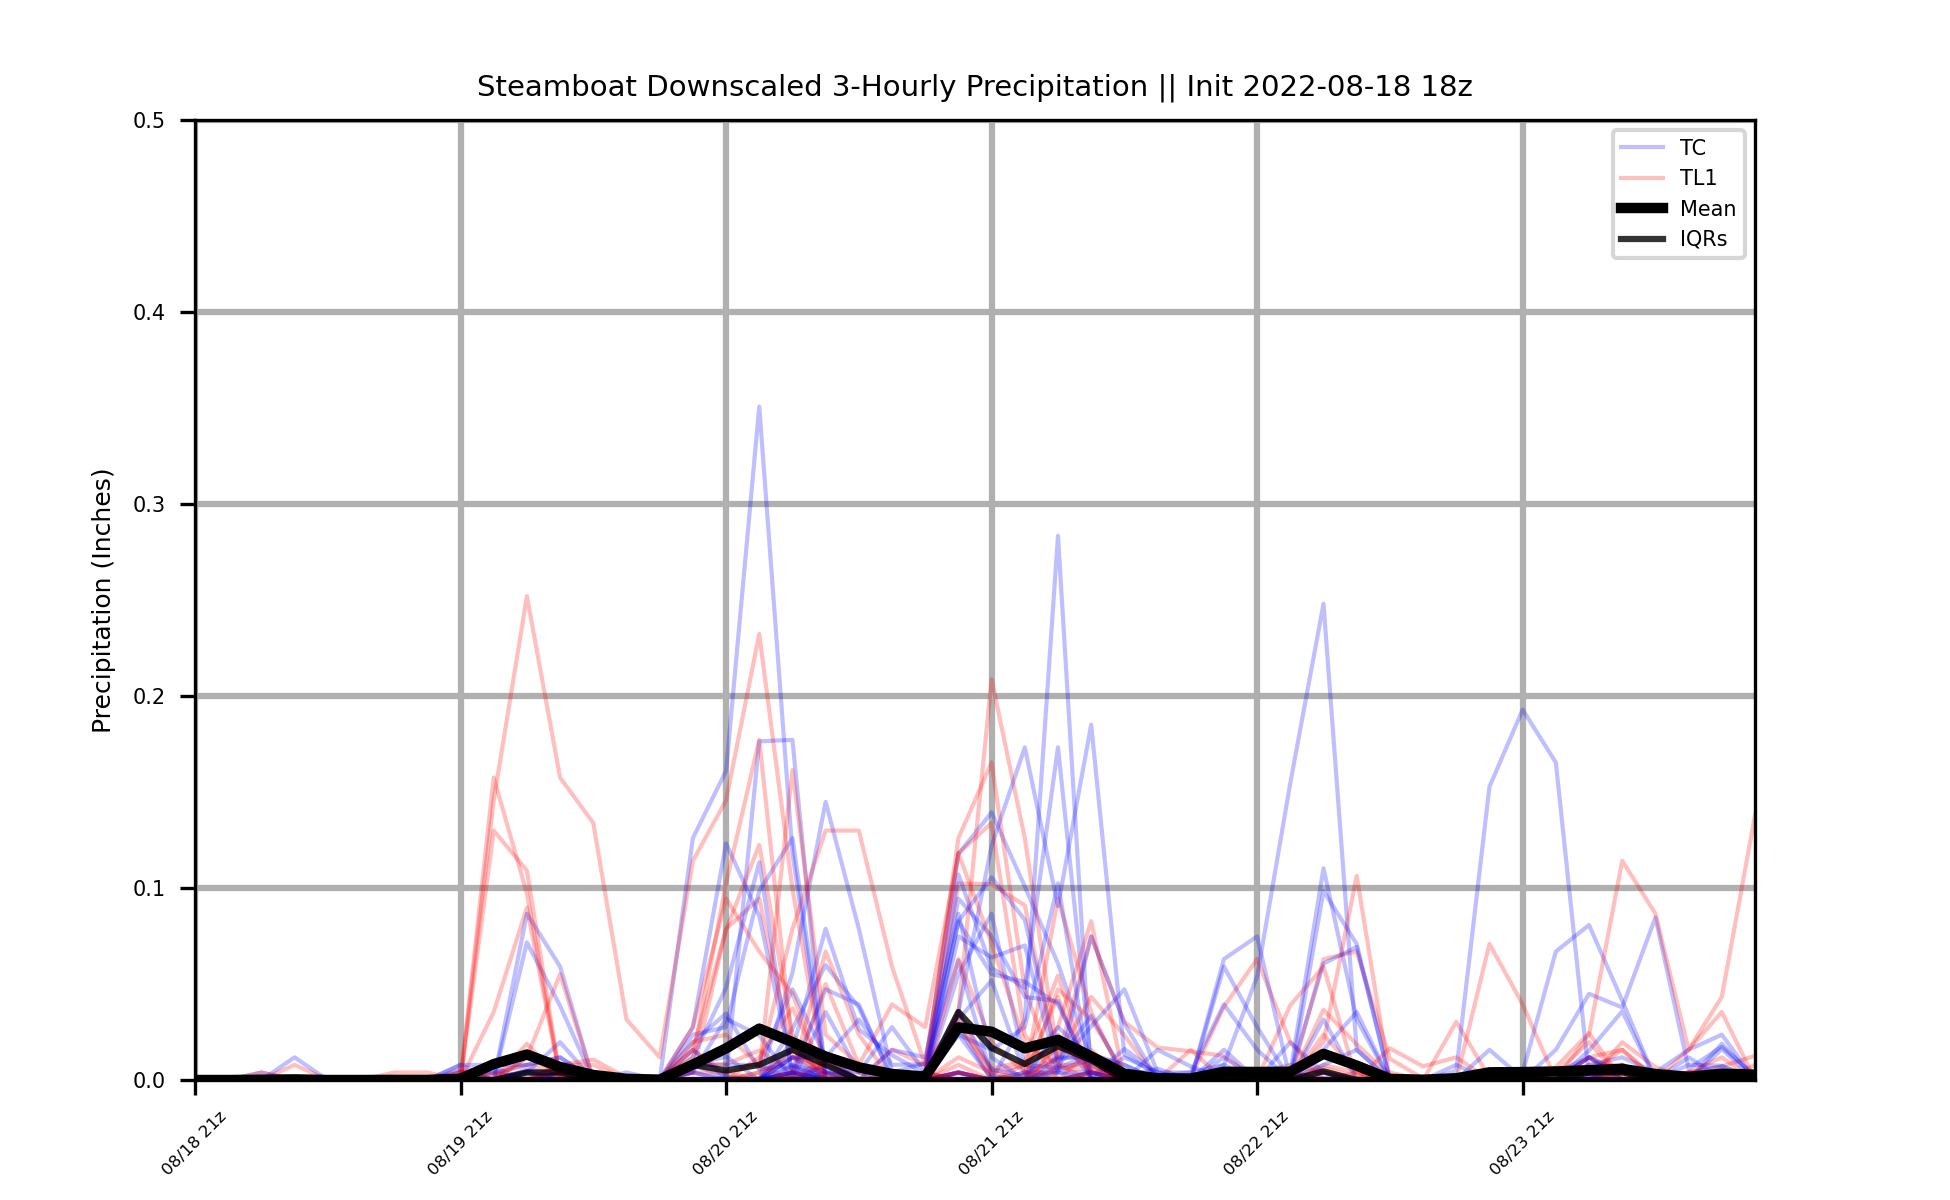 Steamboat Downscaled 3-Hourly Precipitation || Init 2022-08-18 18z
0.5
0.4
0.3
0.2
0.1
0.0
Precipitation (Inches)
TC
TL1
Mean
IQRs
08/18 21z
08/19 21z
08/20 21z
08/21 21z
08/22 21z
08/23 21z